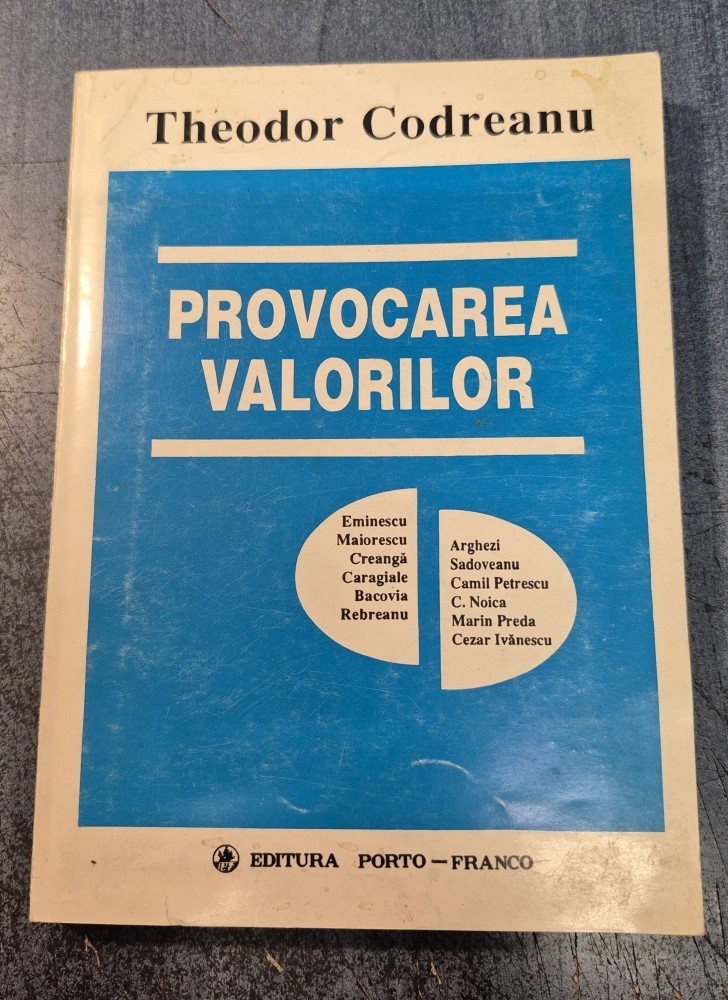 Theodor Codreanu
PROVOCAREA
VALORILOR
Eminescu
Maiorescu
Creangă
Caragiale
Bacovia
Rebreanu
Arghezi
Sadoveanu
Camil Petrescu
C. Noica
Marin Preda
Cezar Ivănescu
EDITURA PORTO — FRANCO